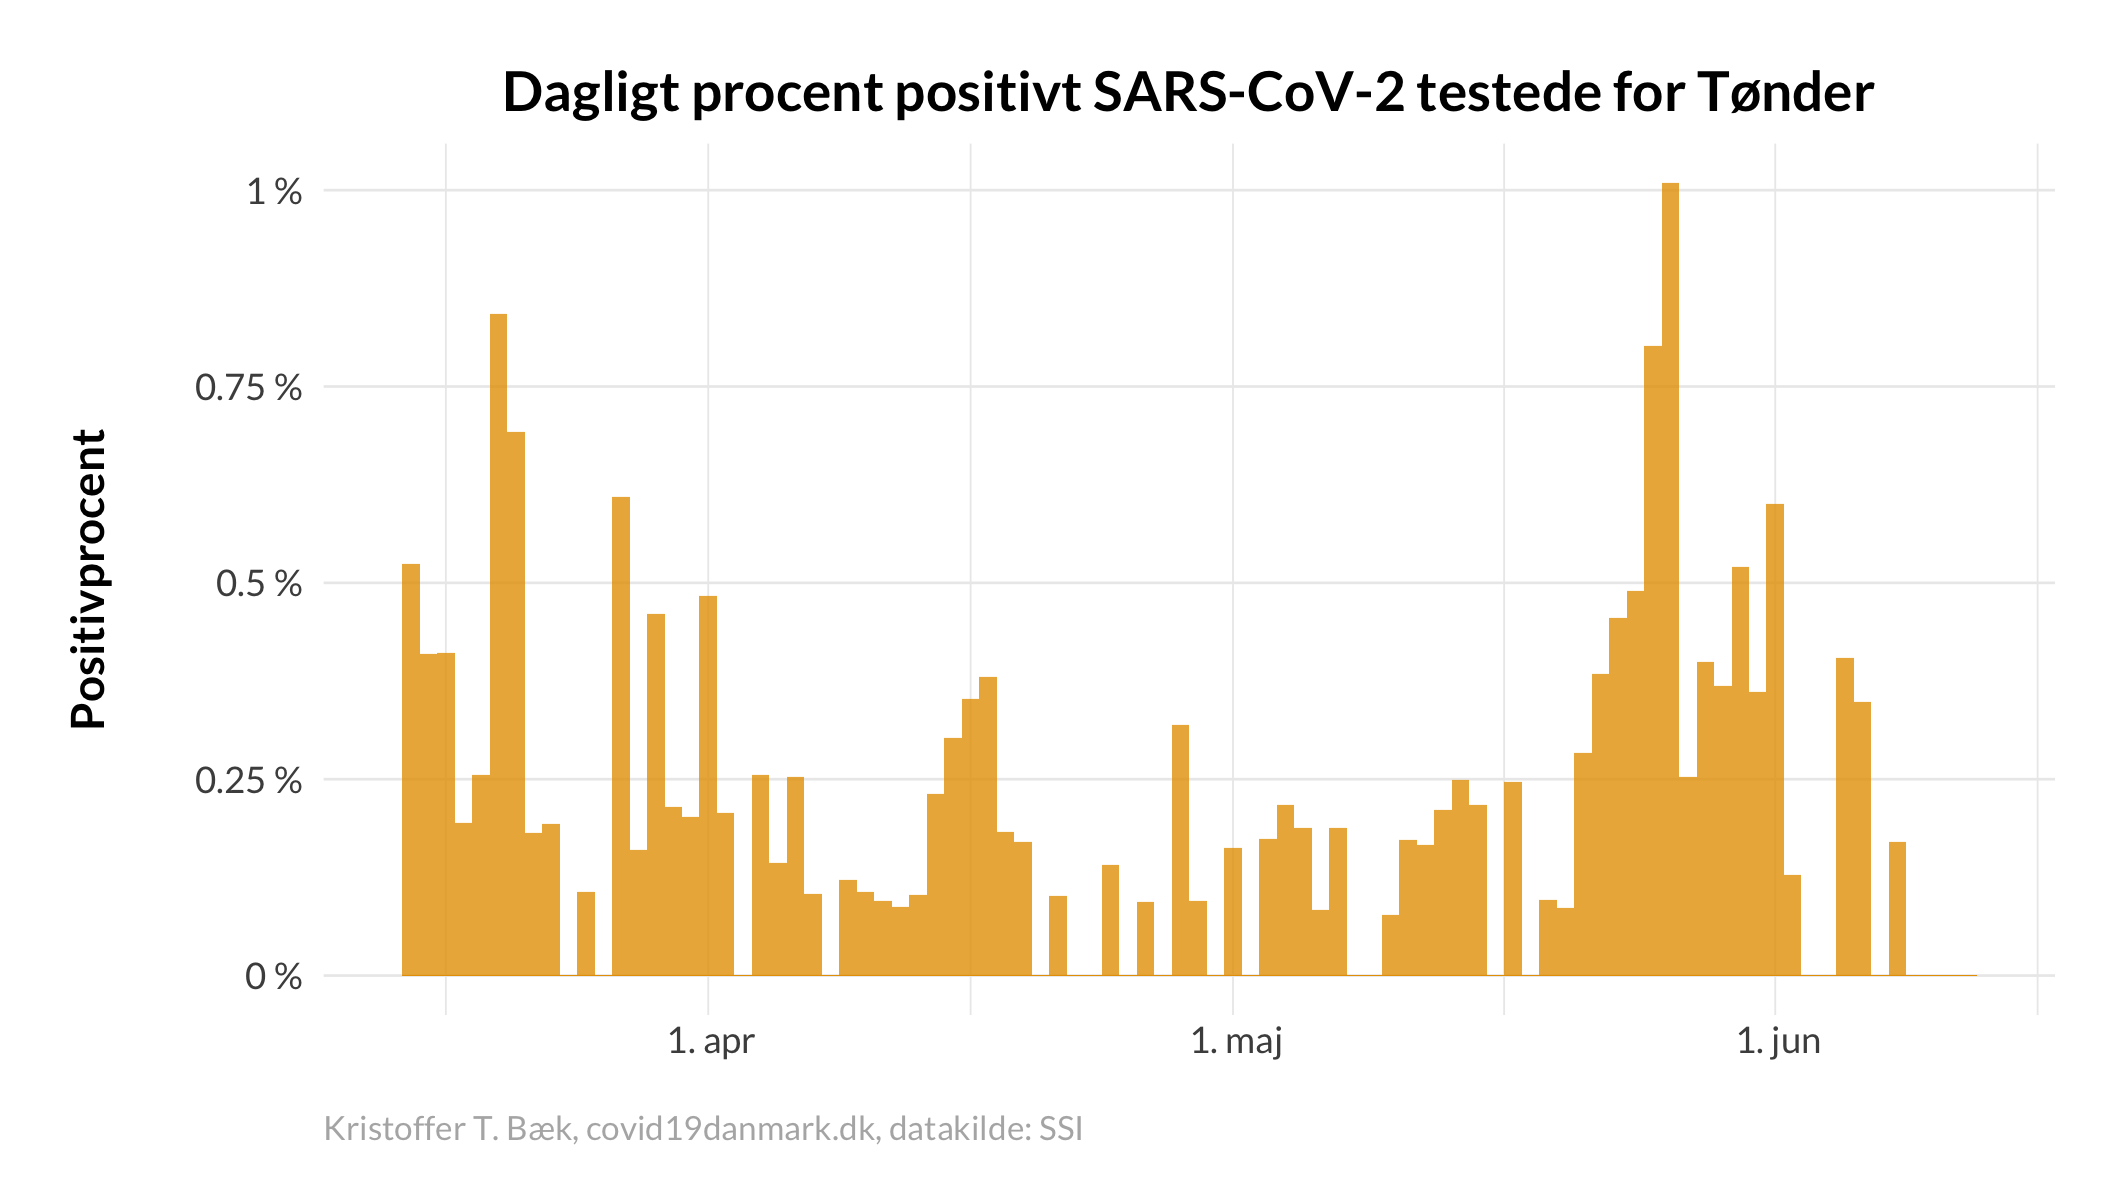 Dagligt procent positivt SARS-CoV-2 testede for Tønder
Positivprocent
1 %
0.75 %
0.5 %
0.25 %
0 %
1. apr
1. maj
1. jun
Kristoffer T. Bæk, covid19danmark.dk, datakilde: SSI